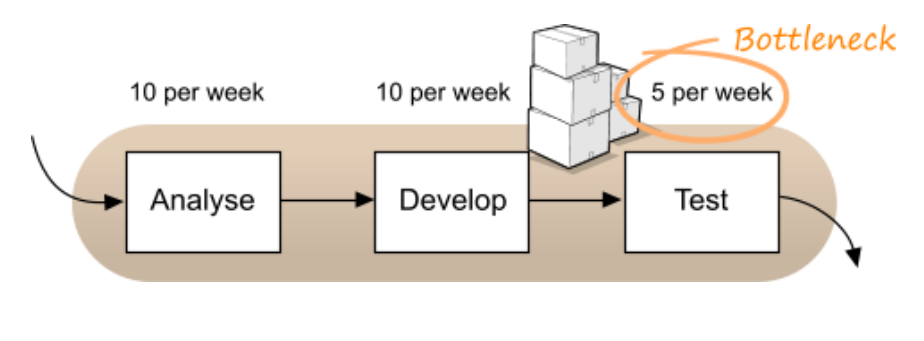 Bottleneck
10 per week
10 per week
5 per week
Analyse
Develop
Test